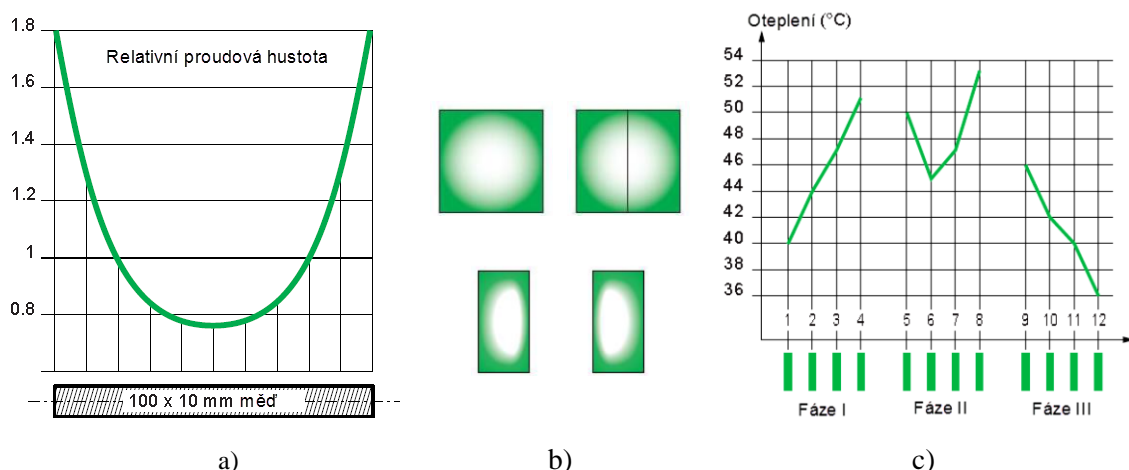 1.8
1.6
1.4
1.2
1
0.8
Relativní proudová hustota
100 x 10 mm měď
a)
b)
Oteplení (°C)
54
52
50
48
46
44
42
40
38
36
1 2 3 4 5 6 7 8 9 10 11 12
Fáze I Fáze II Fáze III
c)